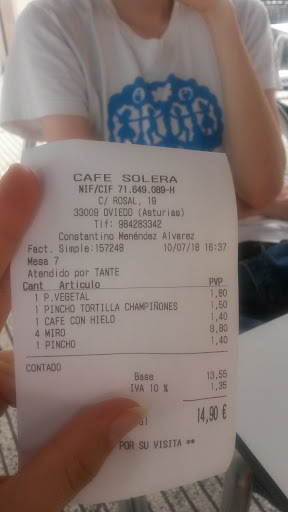 CAFE SOLERA
NIF/CIF 71.649.089-H
C/ ROSAL, 19
33009 OVIEDO (Asturias)
Tlf: 984283342
Constantino Menéndez Alvarez
Fact. Simple:157248 10/07/18 16:37
Mesa 7
Atendido por TANTE
Cant Articulo PVP
1 P.VEGETAL 1,80
1 PINCHO TORTILLA CHAMPIÑONES 1,50
1 CAFE CON HIELO 1,40
4 MIRO 8,80
1 PINCHO 1,40
CONTADO
Base 13,55
IVA 10 % 1,35
14,90 €
POR SU VISITA **